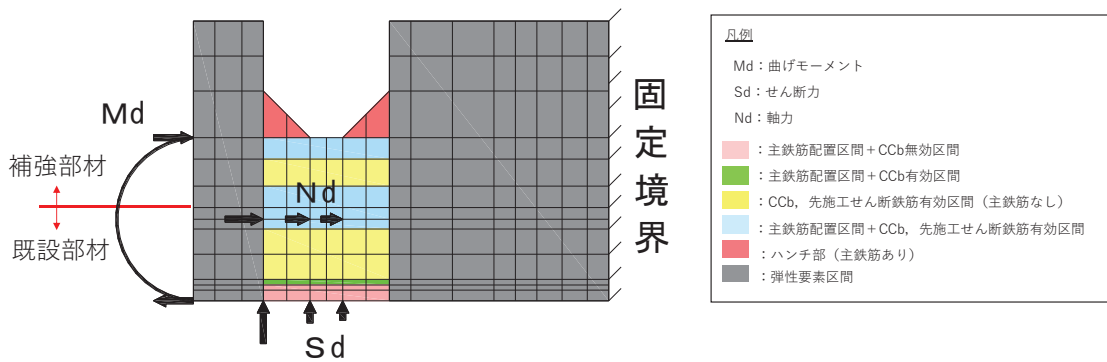 Md
補強部材
既設部材
Nd
Sd
固定境界
凡例
Md：曲げモーメント
Sd：せん断力
Nd：軸力
：主鉄筋配置区間＋CCb無効区間
：主鉄筋配置区間＋CCb有効区間
：CCb，先施工せん断鉄筋有効区間（主鉄筋なし）
：主鉄筋配置区間＋CCb，先施工せん断鉄筋有効区間
：ハンチ部（主鉄筋あり）
：弾性要素区間